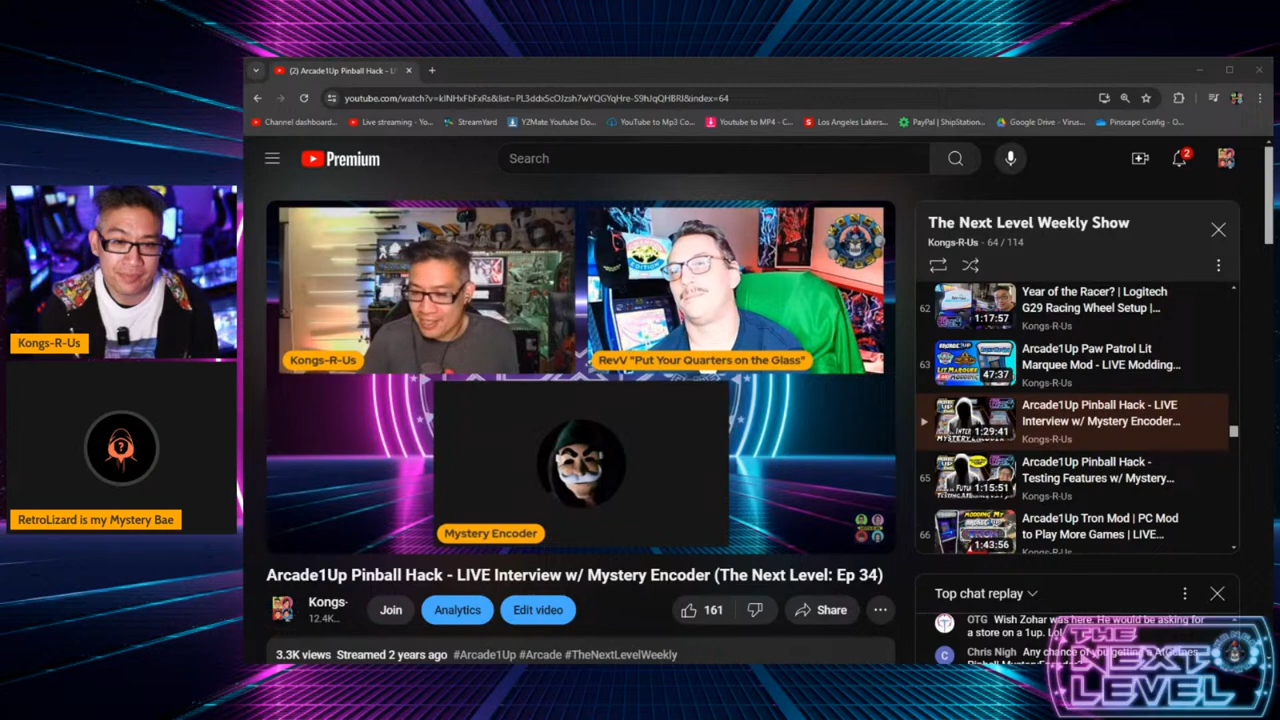 (2) Arcade1Up Pinball Hack - LI
youtube.com/watch?v=kINHxFbFxRs&list=PL3ddxScOJzsh7wYQGYqHre-S9hJqQHBRI&index=64
Channel dashboard...
Live streaming - Yo...
StreamYard
Y2Mate Youtube Do...
YouTube to Mp3 Co...
Youtube to MP4 - C...
Los Angeles Lakers...
PayPal | ShipStation...
Google Drive - Virus...
Pinscape Config - O...
Premium
Search
2
Kongs-R-Us
RetroLizard is my Mystery Bae
Kongs-R-Us
RevV "Put Your Quarters on the Glass"
Mystery Encoder
Arcade1Up Pinball Hack - LIVE Interview w/ Mystery Encoder (The Next Level: Ep 34)
Kongs-
12.4K...
Join
Analytics
Edit video
161
Share
3.3K views Streamed 2 years ago #Arcade1Up #Arcade #TheNextLevelWeekly
The Next Level Weekly Show
Kongs-R-Us - 64 / 114
62
1:17:57
Year of the Racer? | Logitech
G29 Racing Wheel Setup |...
Kongs-R-Us
63
47:37
Arcade1Up Paw Patrol Lit
Marquee Mod - LIVE Modding...
Kongs-R-Us
1:29:41
Arcade1Up Pinball Hack - LIVE
Interview w/ Mystery Encoder...
Kongs-R-Us
65
1:15:51
Arcade1Up Pinball Hack -
Testing Features w/ Mystery...
Kongs-R-Us
66
1:43:56
Arcade1Up Tron Mod | PC Mod
to Play More Games | LIVE...
Kongs-R-Us
Top chat replay
OTG Wish Zohar was here. He would be asking for
a store on a 1up. Lol
Chris Nigh Any chance of you getting a AtGames
THE
NEXT
LEVEL